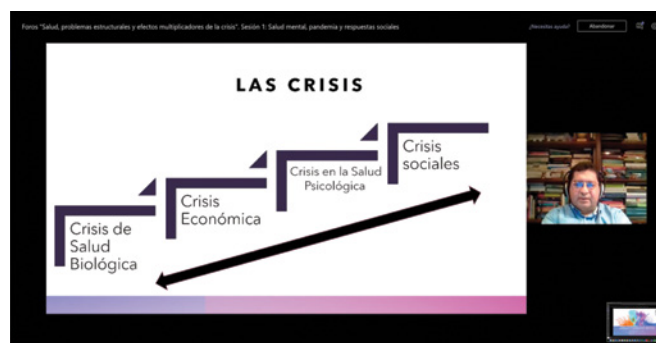 Foros "Salud, problemas estructurales y efectos multiplicadores de la crisis". Sesión 1: Salud mental, pandemia y respuestas sociales
¿Necesitas ayuda?
Abandonar
LAS CRISIS
Crisis de
Salud
Biológica
Crisis
Económica
Crisis en la Salud
Psicológica
Crisis
sociales